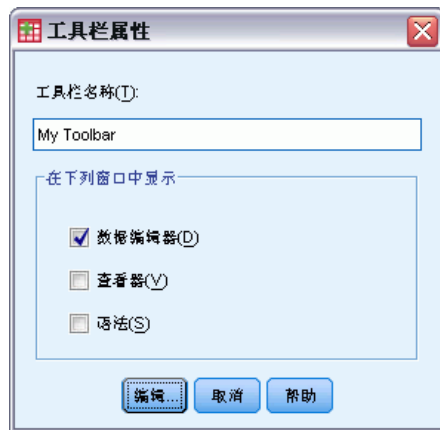 工具栏属性
工具栏名称(T):
My Toolbar
在下列窗口中显示
数据编辑器(D)
查看器(V)
语法(S)
编辑... 取消 帮助